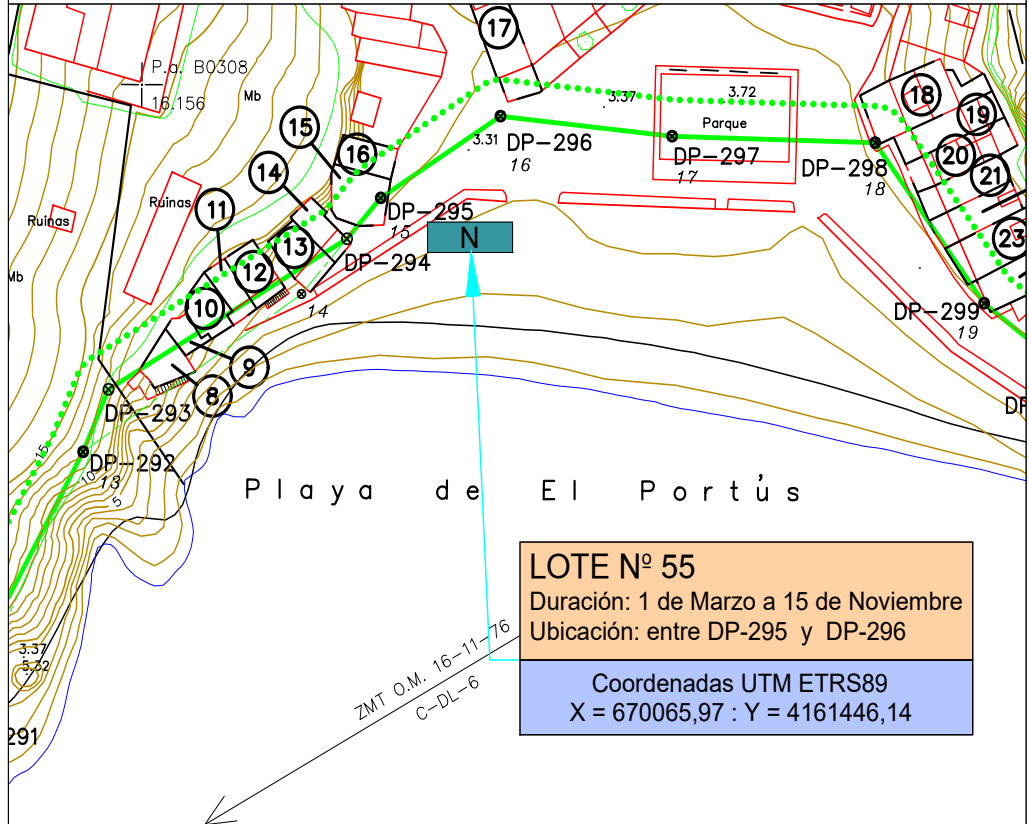 17
P.a. B0308
16.156
Mb
3.37
3.72
Parque
18
19
15
16
3.31
DP-296
16
DP-297
17
DP-298
18
20
21
14
Ruinas
Ruinas
11
DP-295
15
N
13
DP-294
23
Mb
12
10
14
DP-299
19
9
8
DP-293
DP
15
DP-292
10
13
5
Playa de El Portús
LOTE Nº 55
Duración: 1 de Marzo a 15 de Noviembre
Ubicación: entre DP-295 y DP-296
ZMT O.M. 16-11-76
C-DL-6
3.37
5.32
Coordenadas UTM ETRS89
X = 670065,97 : Y = 4161446,14
291